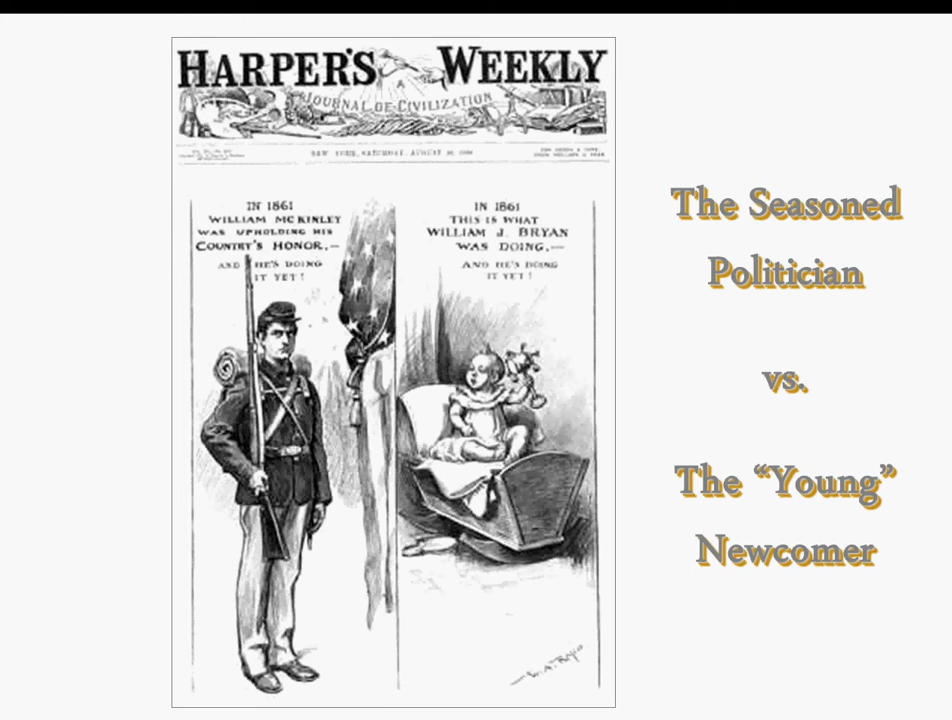 HARPER'S WEEKLY
A
JOURNAL OF CIVILIZATION
NEW YORK, SATURDAY, AUGUST
IN 1861
WILLIAM MCKINLEY
WAS UPHOLDING HIS
COUNTRY'S HONOR,—
AND HE'S DOING
IT YET!
IN 1861
THIS IS WHAT
WILLIAM J. BRYAN
WAS DOING,—
AND HE'S DOING
IT YET!
The Seasoned
Politician
vs.
The “Young”
Newcomer